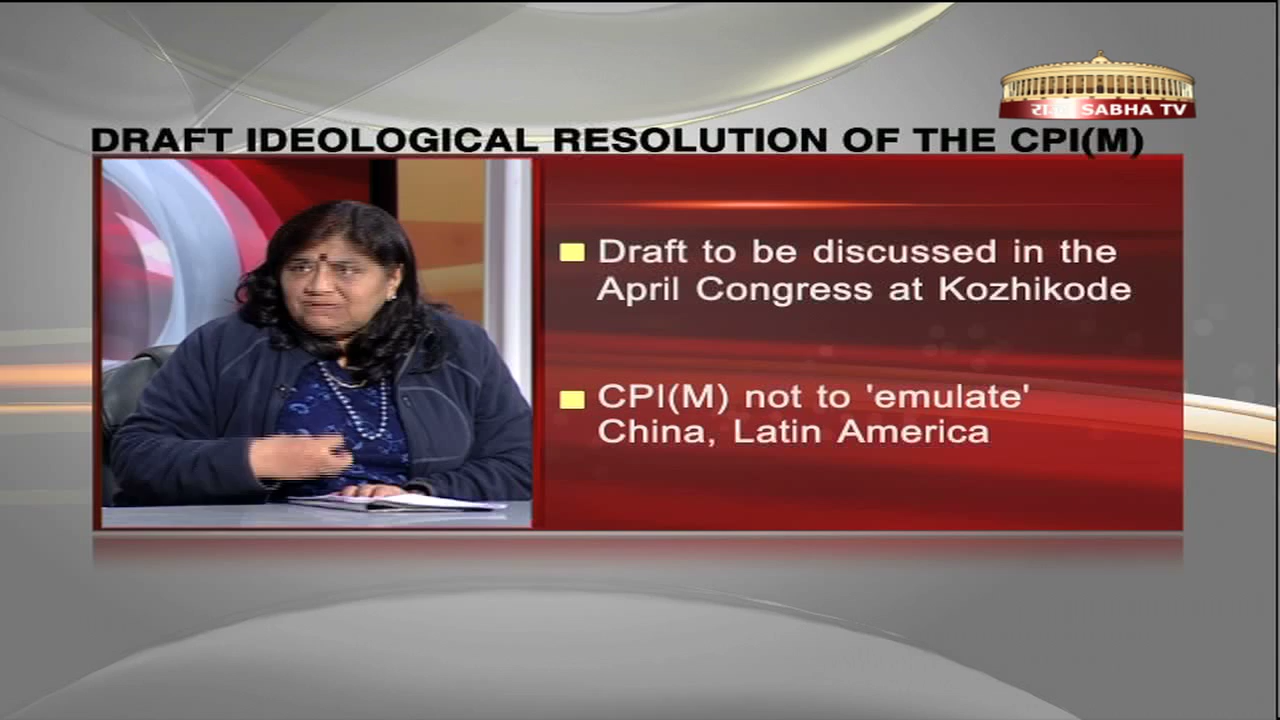 SABHA TV
DRAFT IDEOLOGICAL RESOLUTION OF THE CPI(M)
Draft to be discussed in the
April Congress at Kozhikode
CPI(M) not to 'emulate'
China, Latin America